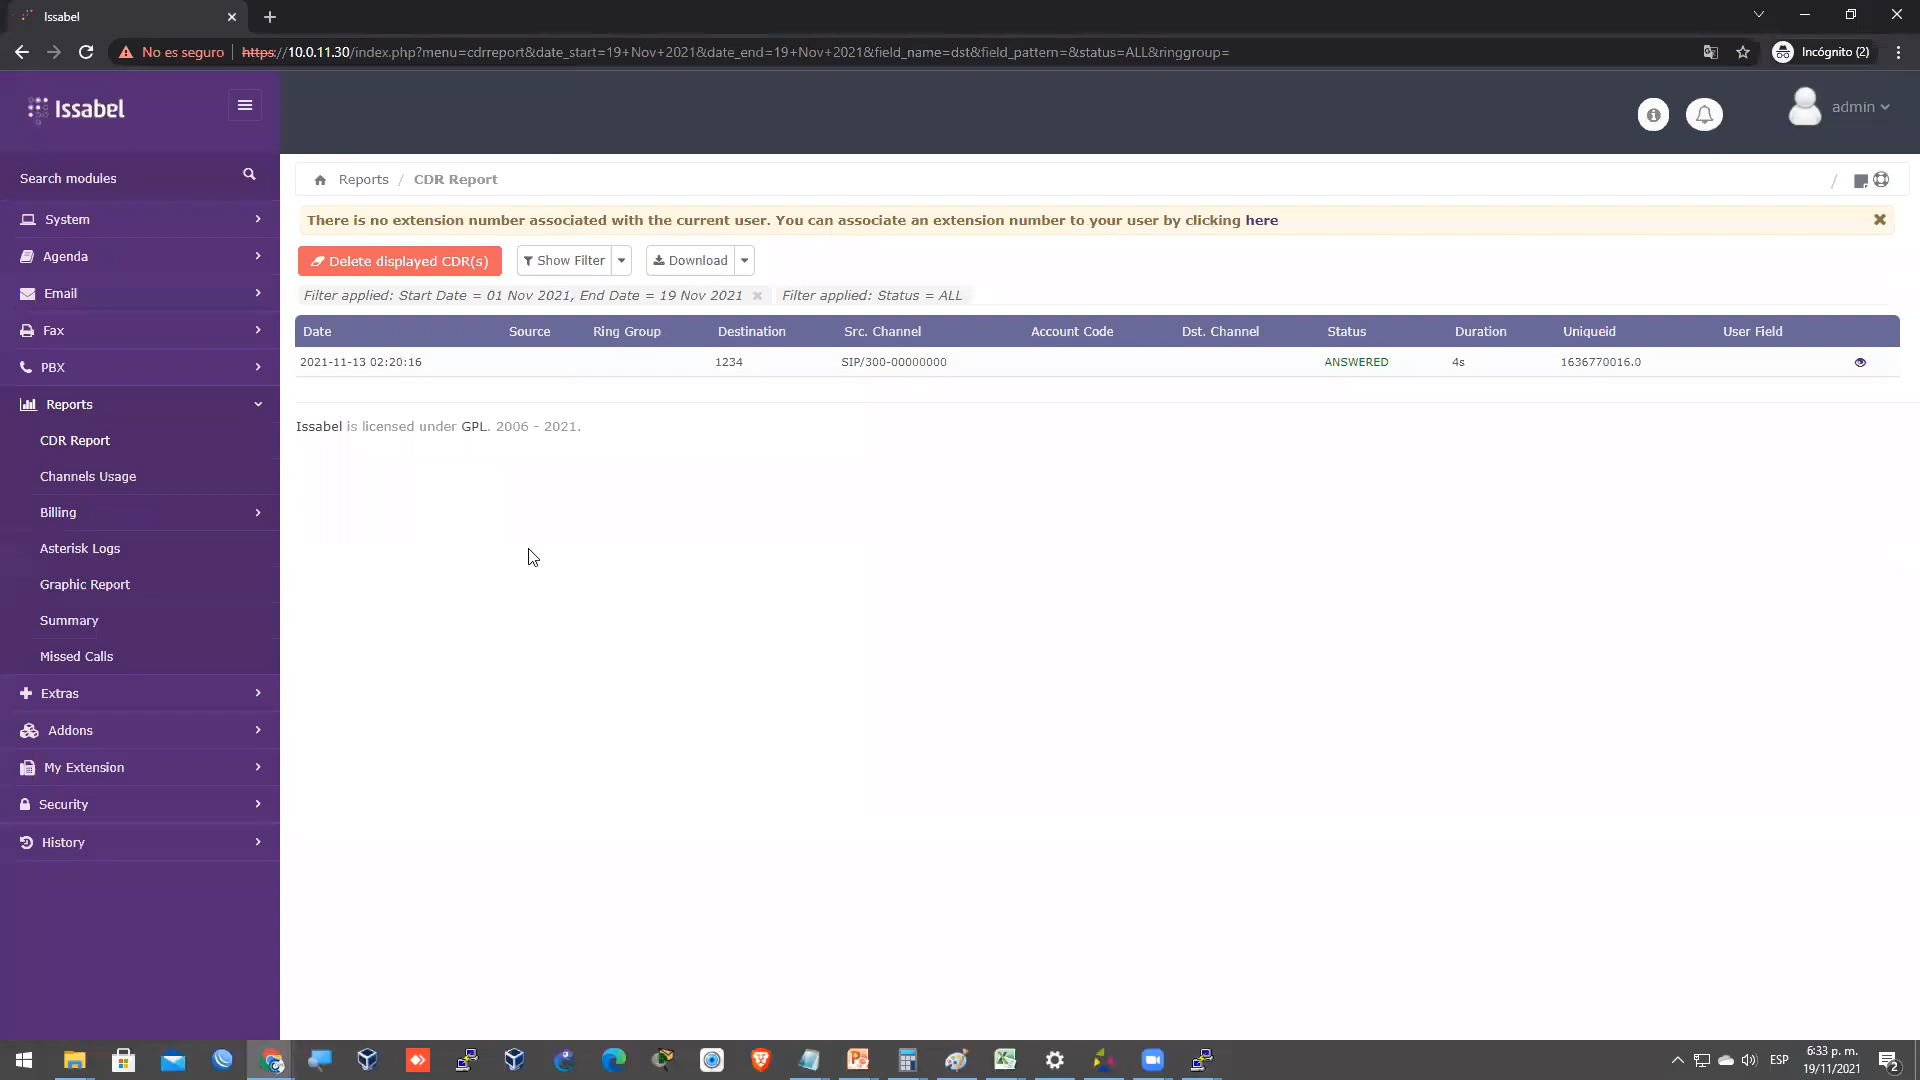 Issabel
No es seguro https://10.0.11.30/index.php?menu=cdrreport&date_start=19+Nov+2021&date_end=19+Nov+2021&field_name=dst&field_pattern=&status=ALL&ringgroup=
Incógnito (2)
Issabel
admin
Search modules
System
Agenda
Email
Fax
PBX
Reports
CDR Report
Channels Usage
Billing
Asterisk Logs
Graphic Report
Summary
Missed Calls
Extras
Addons
My Extension
Security
History
Reports / CDR Report
/
There is no extension number associated with the current user. You can associate an extension number to your user by clicking here
Delete displayed CDR(s) Show Filter Download
Filter applied: Start Date = 01 Nov 2021, End Date = 19 Nov 2021 Filter applied: Status = ALL
Date Source Ring Group Destination Src. Channel Account Code Dst. Channel Status Duration Uniqueid User Field
2021-11-13 02:20:16 1234 SIP/300-00000000 ANSWERED 4s 1636770016.0
Issabel is licensed under GPL. 2006 - 2021.
ESP
6:33 p. m.
19/11/2021
2